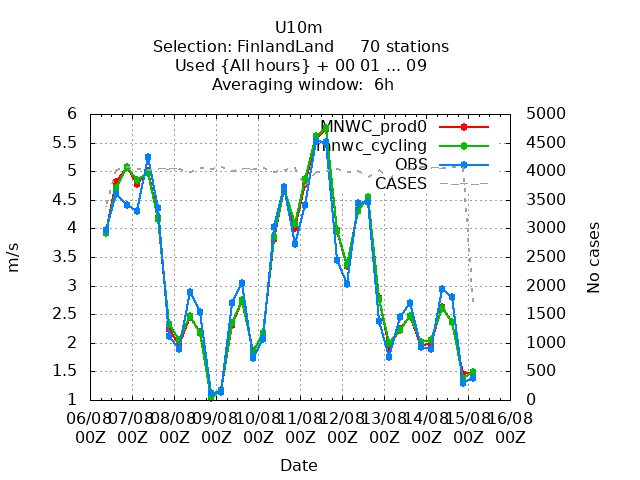 U10m
Selection: FinlandLand 70 stations
Used {All hours} + 00 01 ... 09
Averaging window: 6h
6 5000
MNWC_prod0
5.5 4500
mnwc_cycling
OBS
5 4000
CASES
4.5 3500
4 3000
m/s
3.5 2500
No cases
3 2000
2.5 1500
2 1000
1.5 500
1 0
06/08 07/08 08/08 09/08 10/08 11/08 12/08 13/08 14/08 15/08 16/08
00Z 00Z 00Z 00Z 00Z 00Z 00Z 00Z 00Z 00Z 00Z
Date